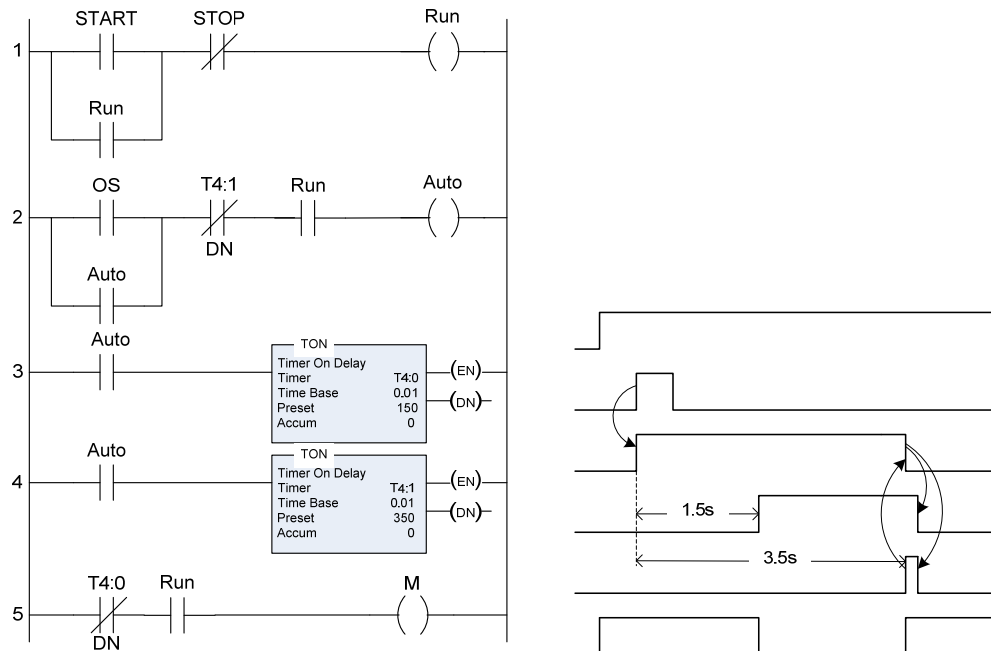 START STOP Run
1
Run
OS T4:1 Run Auto
2
DN
Auto
Auto
3
TON
Timer On Delay
Timer T4:0
Time Base 0.01
Preset 150
Accum 0
(EN)
(DN)
Auto
4
TON
Timer On Delay
Timer T4:1
Time Base 0.01
Preset 350
Accum 0
(EN)
(DN)
T4:0 Run M
5
DN
1.5s
3.5s